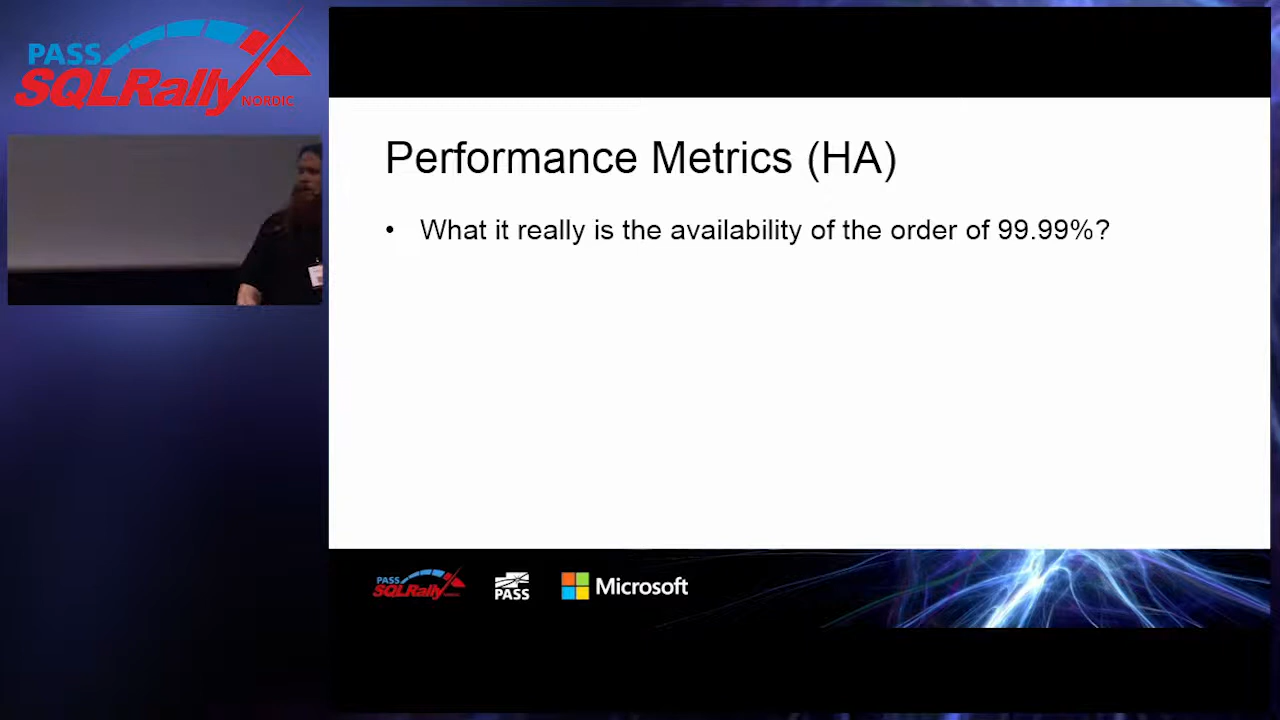 PASS
SQLRally
NORDIC
Performance Metrics (HA)
• What it really is the availability of the order of 99.99%?
PASS
SQLRally
PASS
Microsoft